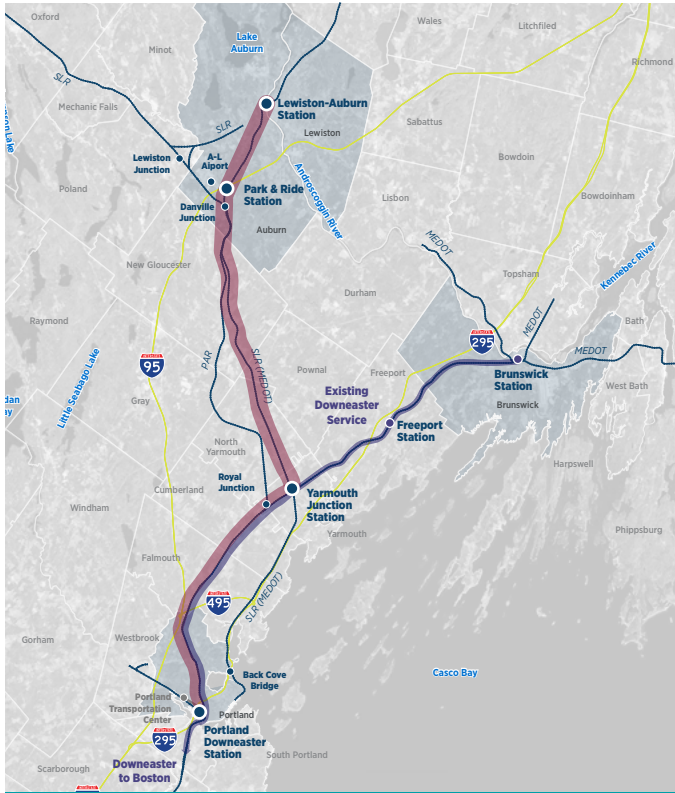 Oxford
Wales
Litchfiled
Lake
Auburn
Minot
Richmond
SLR
Mechanic Falls
Lewiston-Auburn
Station
Sabattus
SLR
Lewiston
Lewiston
Junction
A-L
Aiport
Bowdoin
Poland
Park & Ride
Station
Androscoggin River
Lisbon
Bowdoinham
Danville
Junction
Auburn
MEDOT
Kennebec River
New Gloucester
Topsham
Durham
Raymond
MEDOT
Bath
295
MEDOT
Little Seabago Lake
95
PAR
SLR (MEDOT)
Pownal
Freeport
Brunswick
Station
West Bath
Existing
Downeaster
Service
Gray
Brunswick
Freeport
Station
North
Yarmouth
Harpswell
Royal
Junction
Cumberland
Yarmouth
Junction
Station
Windham
Yarmouth
Phippsburg
Falmouth
495
SLR (MEDOT)
Gorham
Westbrook
Back Cove
Bridge
Casco Bay
Portland
Transportation
Center
Portland
295
Portland
Downeaster
Station
South Portland
Downeaster
to Boston
Scarborough